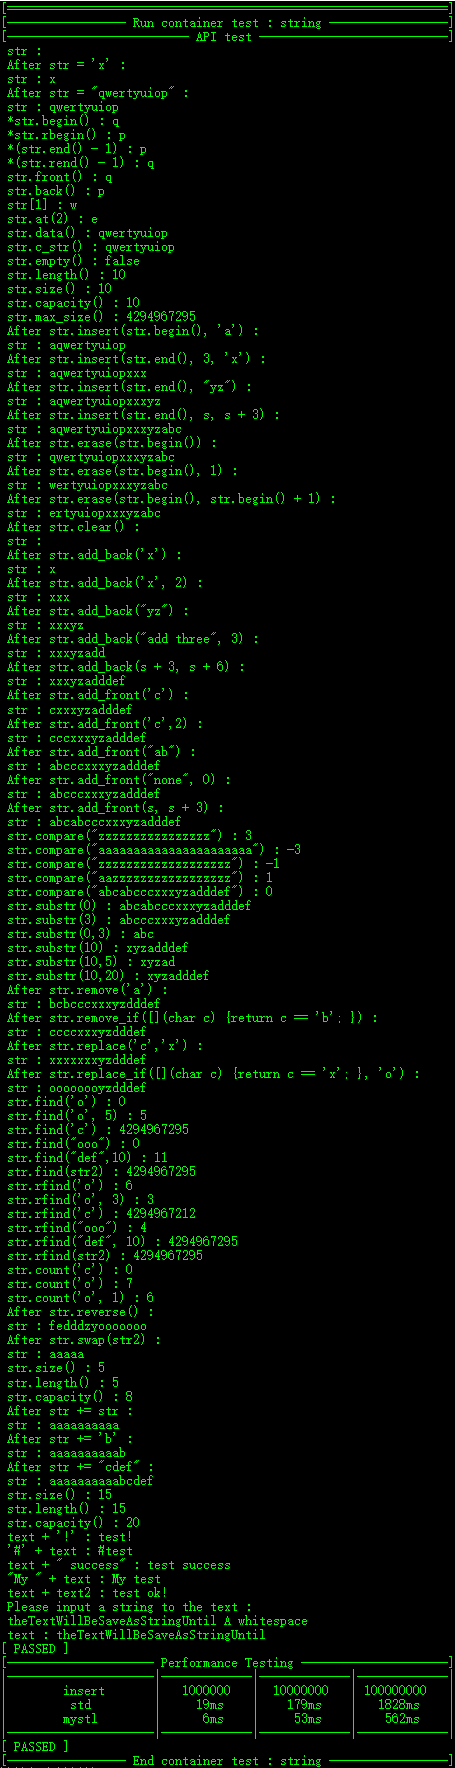 Run container test : string
API test
str :
After str = 'x' :
str : x
After str = "qwertyuiop" :
str : qwertyuiop
*str.begin() : q
*str.rbegin() : p
*(str.end() - 1) : p
*(str.rend() - 1) : q
str.front() : q
str.back() : p
str[1] : w
str.at(2) : e
str.data() : qwertyuiop
str.c_str() : qwertyuiop
str.empty() : false
str.length() : 10
str.size() : 10
str.capacity() : 10
str.max_size() : 4294967295
After str.insert(str.begin(), 'a') :
str : aqwertyuiop
After str.insert(str.end(), 3, 'x') :
str : aqwertyuiopxxx
After str.insert(str.end(), "yz") :
str : aqwertyuiopxxxyz
After str.insert(str.end(), s, s + 3) :
str : aqwertyuiopxxxyzabc
After str.erase(str.begin()) :
str : qwertyuiopxxxyzabc
After str.erase(str.begin(), 1) :
str : wertyuiopxxxyzabc
After str.erase(str.begin(), str.begin() + 1) :
str : ertyuiopxxxyzabc
After str.clear() :
str :
After str.add_back('x') :
str : x
After str.add_back('x', 2) :
str : xxx
After str.add_back("yz") :
str : xxxyz
After str.add_back("add three", 3) :
str : xxxyzadd
After str.add_back(s + 3, s + 6) :
str : xxxyzadddef
After str.add_front('c') :
str : cxxxyzadddef
After str.add_front('c',2) :
str : cccxxxyzadddef
After str.add_front("ab") :
str : abcccxxxyzadddef
After str.add_front("none", 0) :
str : abcccxxxyzadddef
After str.add_front(s, s + 3) :
str : abcabcccxxxyzadddef
str.compare("zzzzzzzzzzzzzzzz") : 3
str.compare("aaaaaaaaaaaaaaaaaaaaaa") : -3
str.compare("zzzzzzzzzzzzzzzzzzz") : -1
str.compare("aazzzzzzzzzzzzzzzzz") : 1
str.compare("abcabcccxxxyzadddef") : 0
str.substr(0) : abcabcccxxxyzadddef
str.substr(3) : abcccxxxyzadddef
str.substr(0,3) : abc
str.substr(10) : xyzadddef
str.substr(10,5) : xyzad
str.substr(10,20) : xyzadddef
After str.remove('a') :
str : bcbcccxxxyzdddef
After str.remove_if([](char c) {return c == 'b'; }) :
str : ccccxxxyzdddef
After str.replace('c','x') :
str : xxxxxxxyzdddef
After str.replace_if([](char c) {return c == 'x'; }, 'o') :
str : oooooooyzdddef
str.find('o') : 0
str.find('o', 5) : 5
str.find('c') : 4294967295
str.find("ooo") : 0
str.find("def",10) : 11
str.find(str2) : 4294967295
str.rfind('o') : 6
str.rfind('o', 3) : 3
str.rfind('c') : 4294967212
str.rfind("ooo") : 4
str.rfind("def", 10) : 4294967295
str.rfind(str2) : 4294967295
str.count('c') : 0
str.count('o') : 7
str.count('o', 1) : 6
After str.reverse() :
str : fedddzyooooooo
After str.swap(str2) :
str : aaaaa
str.size() : 5
str.length() : 5
str.capacity() : 8
After str += str :
str : aaaaaaaaaa
After str += 'b' :
str : aaaaaaaaaab
After str += "cdef" :
str : aaaaaaaaaabcdef
str.size() : 15
str.length() : 15
str.capacity() : 20
text + '!' : test!
'#' + text : #test
text + " success" : test success
"My " + text : My test
text + text2 : test ok!
Please input a string to the text :
theTextWillBeSaveAsStringUntil A whitespace
text : theTextWillBeSaveAsStringUntil
[ PASSED ]
Performance Testing
insert 1000000 10000000 100000000
std 19ms 179ms 1828ms
mystl 6ms 53ms 562ms
[ PASSED ]
End container test : string